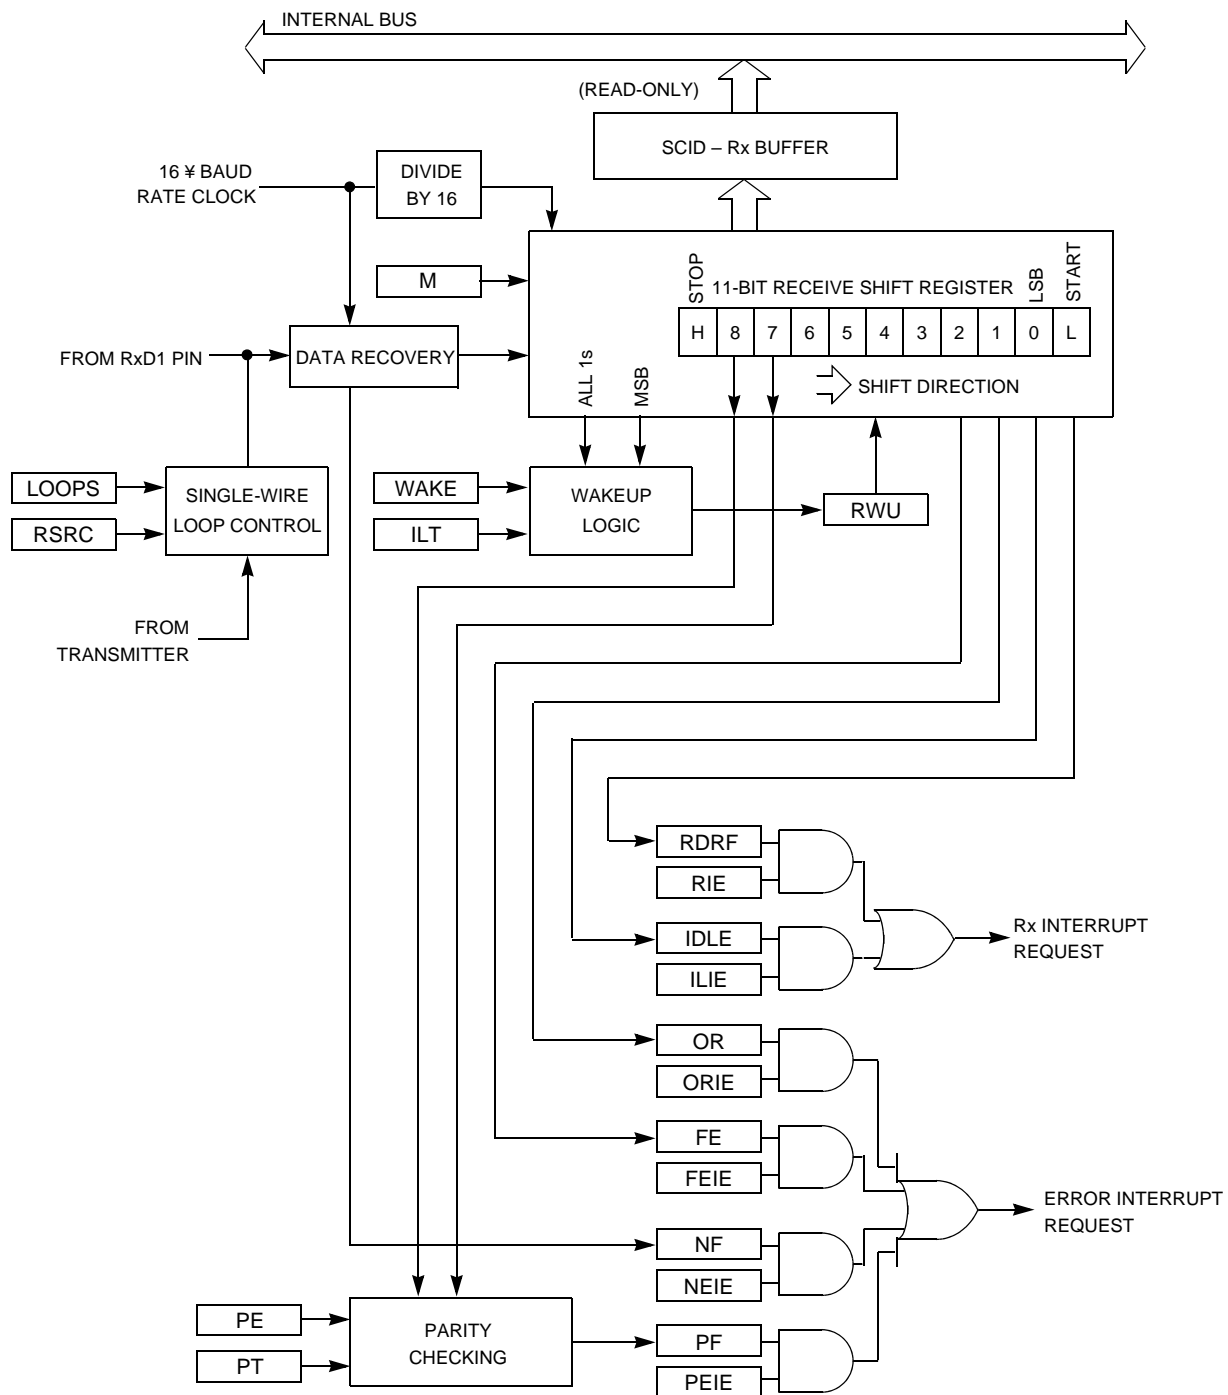 INTERNAL BUS
(READ-ONLY)
SCID – Rx BUFFER
16 ¥ BAUD
RATE CLOCK
DIVIDE
BY 16
M
STOP
11-BIT RECEIVE SHIFT REGISTER
LSB
START
H 8 7 6 5 4 3 2 1 0 L
FROM RxD1 PIN
DATA RECOVERY
ALL 1s
MSB
SHIFT DIRECTION
LOOPS
RSRC
SINGLE-WIRE
LOOP CONTROL
WAKE
ILT
WAKEUP
LOGIC
RWU
FROM
TRANSMITTER
RDRF
RIE
IDLE
ILIE
Rx INTERRUPT
REQUEST
OR
ORIE
FE
FEIE
ERROR INTERRUPT
REQUEST
NF
NEIE
PE
PT
PARITY
CHECKING
PF
PEIE